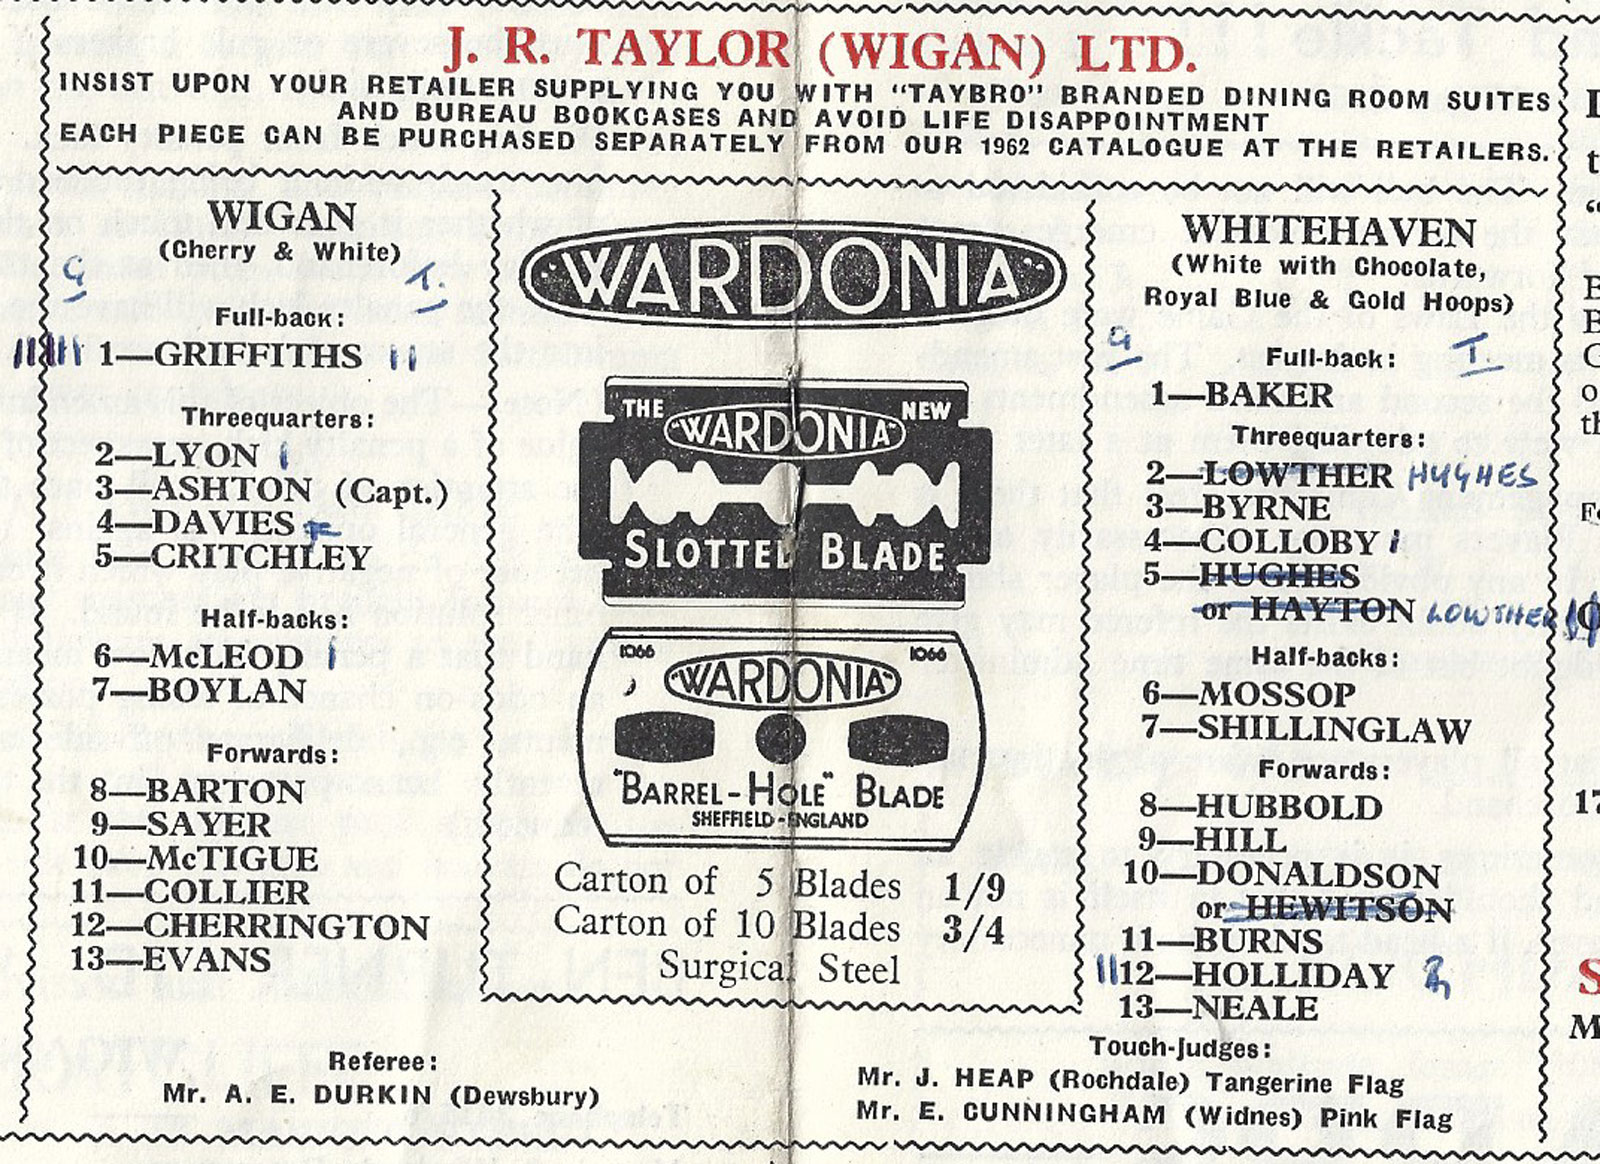 J. R. TAYLOR (WIGAN) LTD.
INSIST UPON YOUR RETAILER SUPPLYING YOU WITH "TAYBRO" BRANDED DINING ROOM SUITES
AND BUREAU BOOKCASES AND AVOID LIFE DISAPPOINTMENT
EACH PIECE CAN BE PURCHASED SEPARATELY FROM OUR 1962 CATALOGUE AT THE RETAILERS.
WIGAN
(Cherry & White)
G T.
Full-back:
1—GRIFFITHS
Threequarters:
2—LYON
3—ASHTON (Capt.)
4—DAVIES
5—CRITCHLEY
Half-backs:
6—McLEOD
7—BOYLAN
Forwards:
8—BARTON
9—SAYER
10—McTIGUE
11—COLLIER
12—CHERRINGTON
13—EVANS
Referee:
Mr. A. E. DURKIN (Dewsbury)
"WARDONIA"
THE NEW
"WARDONIA"
SLOTTED BLADE
1066 1066
"WARDONIA"
"BARREL-HOLE" BLADE
SHEFFIELD-ENGLAND
Carton of 5 Blades 1/9
Carton of 10 Blades 3/4
Surgical Steel
WHITEHAVEN
(White with Chocolate,
Royal Blue & Gold Hoops)
G T
Full-back:
1—BAKER
Threequarters:
2—LOWTHER HUGHES
3—BYRNE
4—COLLOBY
5—HUGHES
or HAYTON LOWTHER
Half-backs:
6—MOSSOP
7—SHILLINGLAW
Forwards:
8—HUBBOLD
9—HILL
10—DONALDSON
or HEWITSON
11—BURNS
12—HOLLIDAY
13—NEALE
Touch-Judges:
Mr. J. HEAP (Rochdale) Tangerine Flag
Mr. E. CUNNINGHAM (Widnes) Pink Flag